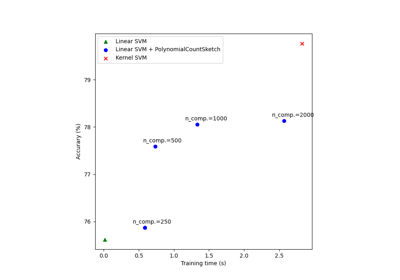 Linear SVM
Linear SVM + PolynomialCountSketch
Kernel SVM
79
78
77
76
Accurary (%)
n_comp.=2000
n_comp.=1000
n_comp.=500
n_comp.=250
0.0 0.5 1.0 1.5 2.0 2.5
Training time (s)